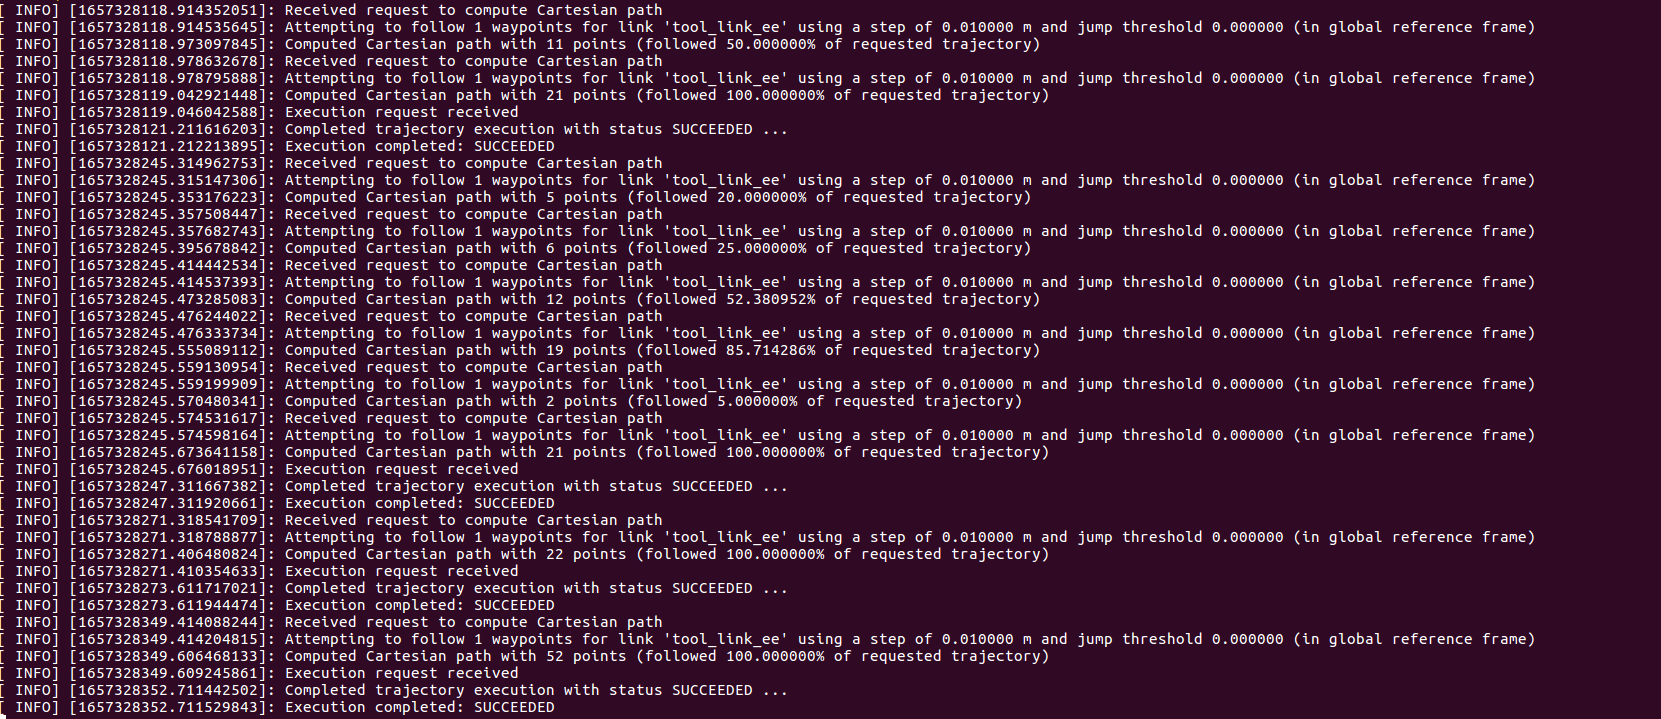 [ INFO] [1657328118.914352051]: Received request to compute Cartesian path
[ INFO] [1657328118.914535645]: Attempting to follow 1 waypoints for link 'tool_link_ee' using a step of 0.010000 m and jump threshold 0.000000 (in global reference frame)
[ INFO] [1657328118.973097845]: Computed Cartesian path with 11 points (followed 50.000000% of requested trajectory)
[ INFO] [1657328118.978632678]: Received request to compute Cartesian path
[ INFO] [1657328118.978795888]: Attempting to follow 1 waypoints for link 'tool_link_ee' using a step of 0.010000 m and jump threshold 0.000000 (in global reference frame)
[ INFO] [1657328119.042921448]: Computed Cartesian path with 21 points (followed 100.000000% of requested trajectory)
[ INFO] [1657328119.046042588]: Execution request received
[ INFO] [1657328121.211616203]: Completed trajectory execution with status SUCCEEDED ...
[ INFO] [1657328121.212213895]: Execution completed: SUCCEEDED
[ INFO] [1657328245.314962753]: Received request to compute Cartesian path
[ INFO] [1657328245.315147306]: Attempting to follow 1 waypoints for link 'tool_link_ee' using a step of 0.010000 m and jump threshold 0.000000 (in global reference frame)
[ INFO] [1657328245.353176223]: Computed Cartesian path with 5 points (followed 20.000000% of requested trajectory)
[ INFO] [1657328245.357508447]: Received request to compute Cartesian path
[ INFO] [1657328245.357682743]: Attempting to follow 1 waypoints for link 'tool_link_ee' using a step of 0.010000 m and jump threshold 0.000000 (in global reference frame)
[ INFO] [1657328245.395678842]: Computed Cartesian path with 6 points (followed 25.000000% of requested trajectory)
[ INFO] [1657328245.414442534]: Received request to compute Cartesian path
[ INFO] [1657328245.414537393]: Attempting to follow 1 waypoints for link 'tool_link_ee' using a step of 0.010000 m and jump threshold 0.000000 (in global reference frame)
[ INFO] [1657328245.473285083]: Computed Cartesian path with 12 points (followed 52.380952% of requested trajectory)
[ INFO] [1657328245.476244022]: Received request to compute Cartesian path
[ INFO] [1657328245.476333734]: Attempting to follow 1 waypoints for link 'tool_link_ee' using a step of 0.010000 m and jump threshold 0.000000 (in global reference frame)
[ INFO] [1657328245.555089112]: Computed Cartesian path with 19 points (followed 85.714286% of requested trajectory)
[ INFO] [1657328245.559130954]: Received request to compute Cartesian path
[ INFO] [1657328245.559199909]: Attempting to follow 1 waypoints for link 'tool_link_ee' using a step of 0.010000 m and jump threshold 0.000000 (in global reference frame)
[ INFO] [1657328245.570480341]: Computed Cartesian path with 2 points (followed 5.000000% of requested trajectory)
[ INFO] [1657328245.574531617]: Received request to compute Cartesian path
[ INFO] [1657328245.574598164]: Attempting to follow 1 waypoints for link 'tool_link_ee' using a step of 0.010000 m and jump threshold 0.000000 (in global reference frame)
[ INFO] [1657328245.673641158]: Computed Cartesian path with 21 points (followed 100.000000% of requested trajectory)
[ INFO] [1657328245.676018951]: Execution request received
[ INFO] [1657328247.311667382]: Completed trajectory execution with status SUCCEEDED ...
[ INFO] [1657328247.311920661]: Execution completed: SUCCEEDED
[ INFO] [1657328271.318541709]: Received request to compute Cartesian path
[ INFO] [1657328271.318788877]: Attempting to follow 1 waypoints for link 'tool_link_ee' using a step of 0.010000 m and jump threshold 0.000000 (in global reference frame)
[ INFO] [1657328271.406480824]: Computed Cartesian path with 22 points (followed 100.000000% of requested trajectory)
[ INFO] [1657328271.410354633]: Execution request received
[ INFO] [1657328273.611717021]: Completed trajectory execution with status SUCCEEDED ...
[ INFO] [1657328273.611944474]: Execution completed: SUCCEEDED
[ INFO] [1657328349.414088244]: Received request to compute Cartesian path
[ INFO] [1657328349.414204815]: Attempting to follow 1 waypoints for link 'tool_link_ee' using a step of 0.010000 m and jump threshold 0.000000 (in global reference frame)
[ INFO] [1657328349.606468133]: Computed Cartesian path with 52 points (followed 100.000000% of requested trajectory)
[ INFO] [1657328349.609245861]: Execution request received
[ INFO] [1657328352.711442502]: Completed trajectory execution with status SUCCEEDED ...
[ INFO] [1657328352.711529843]: Execution completed: SUCCEEDED